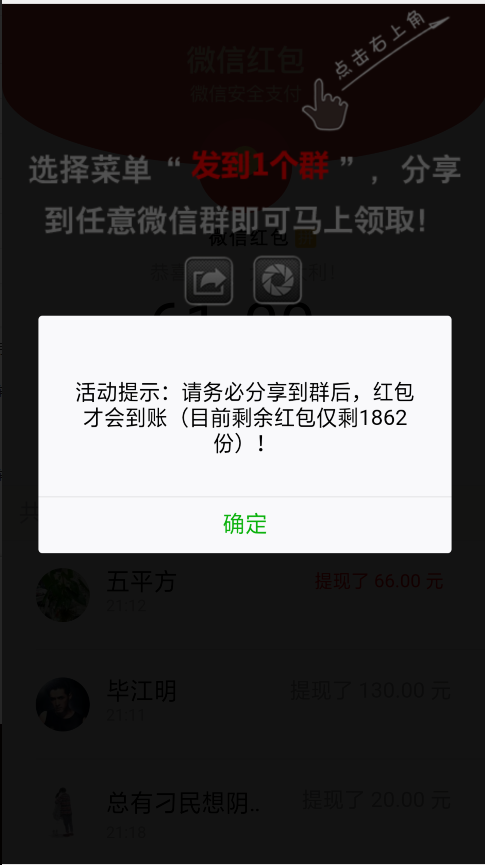 点击右上角
微信红包
微信安全支付
选择菜单“发到1个群”，分享
到任意微信群即可马上领取！
微信红包
活动提示：请务必分享到群后，红包
才会到账（目前剩余红包仅剩1862
份）！
确定
五平方
提现了 66.00 元
21:12
毕江明
提现了 130.00 元
21:11
总有刁民想阴..
提现了 20.00 元
21:16